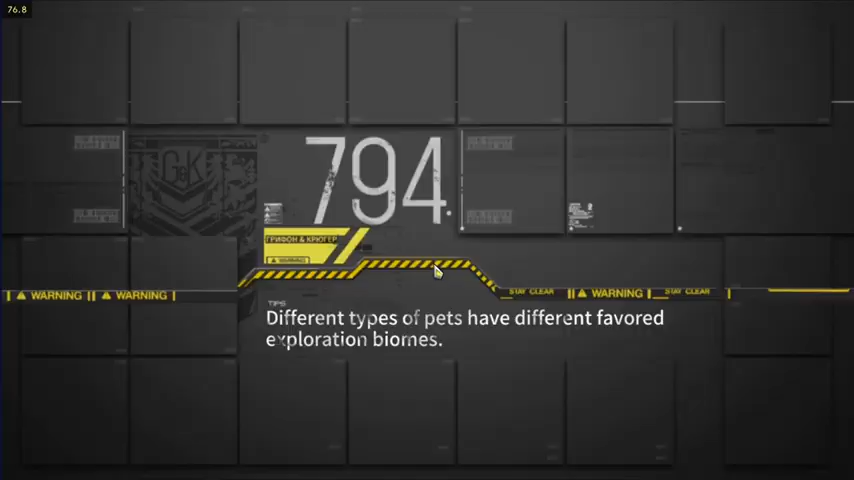 76.8
G&K
794.
ГРИФОН & КРЮГЕР
WARNING
WARNING WARNING
STAY CLEAR WARNING STAY CLEAR
TIPS
Different types of pets have different favored
exploration biomes.